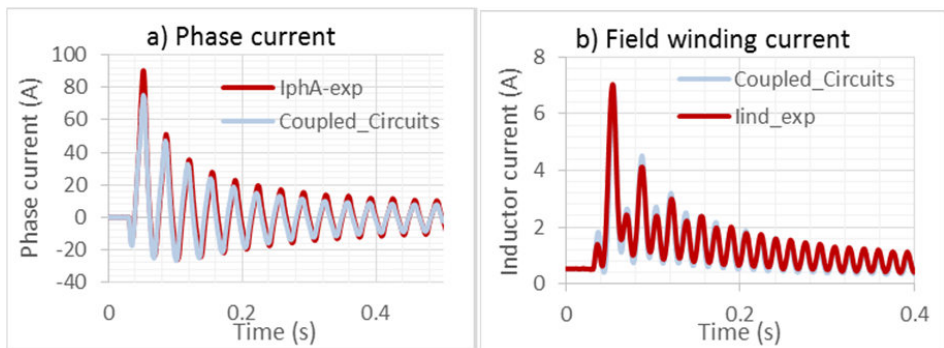 a) Phase current
Phase current (A)
100
80
60
40
20
0
-20
-40
IphA-exp
Coupled_Circuits
0
0.2
0.4
Time (s)
b) Field winding current
Inductor current (A)
8
6
4
2
0
Coupled_Circuits
Iind_exp
0
0.2
0.4
Time (s)